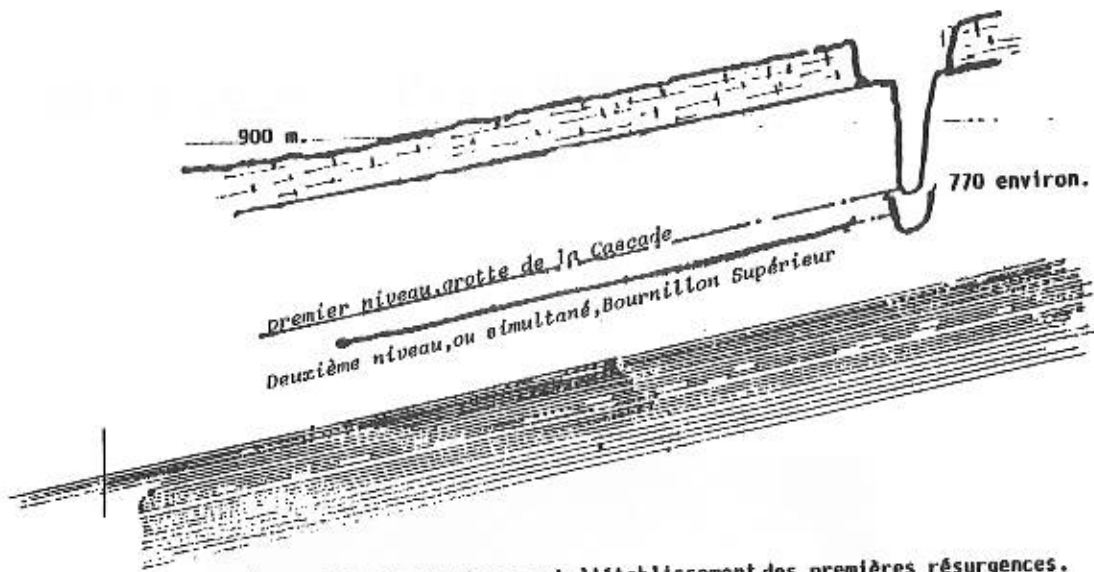 900 m.
770 environ.
premier niveau,grotte de la Cascade
Deuxième niveau,ou simultané,Bournillon Supérieur
l'établissement des premières résurgences.